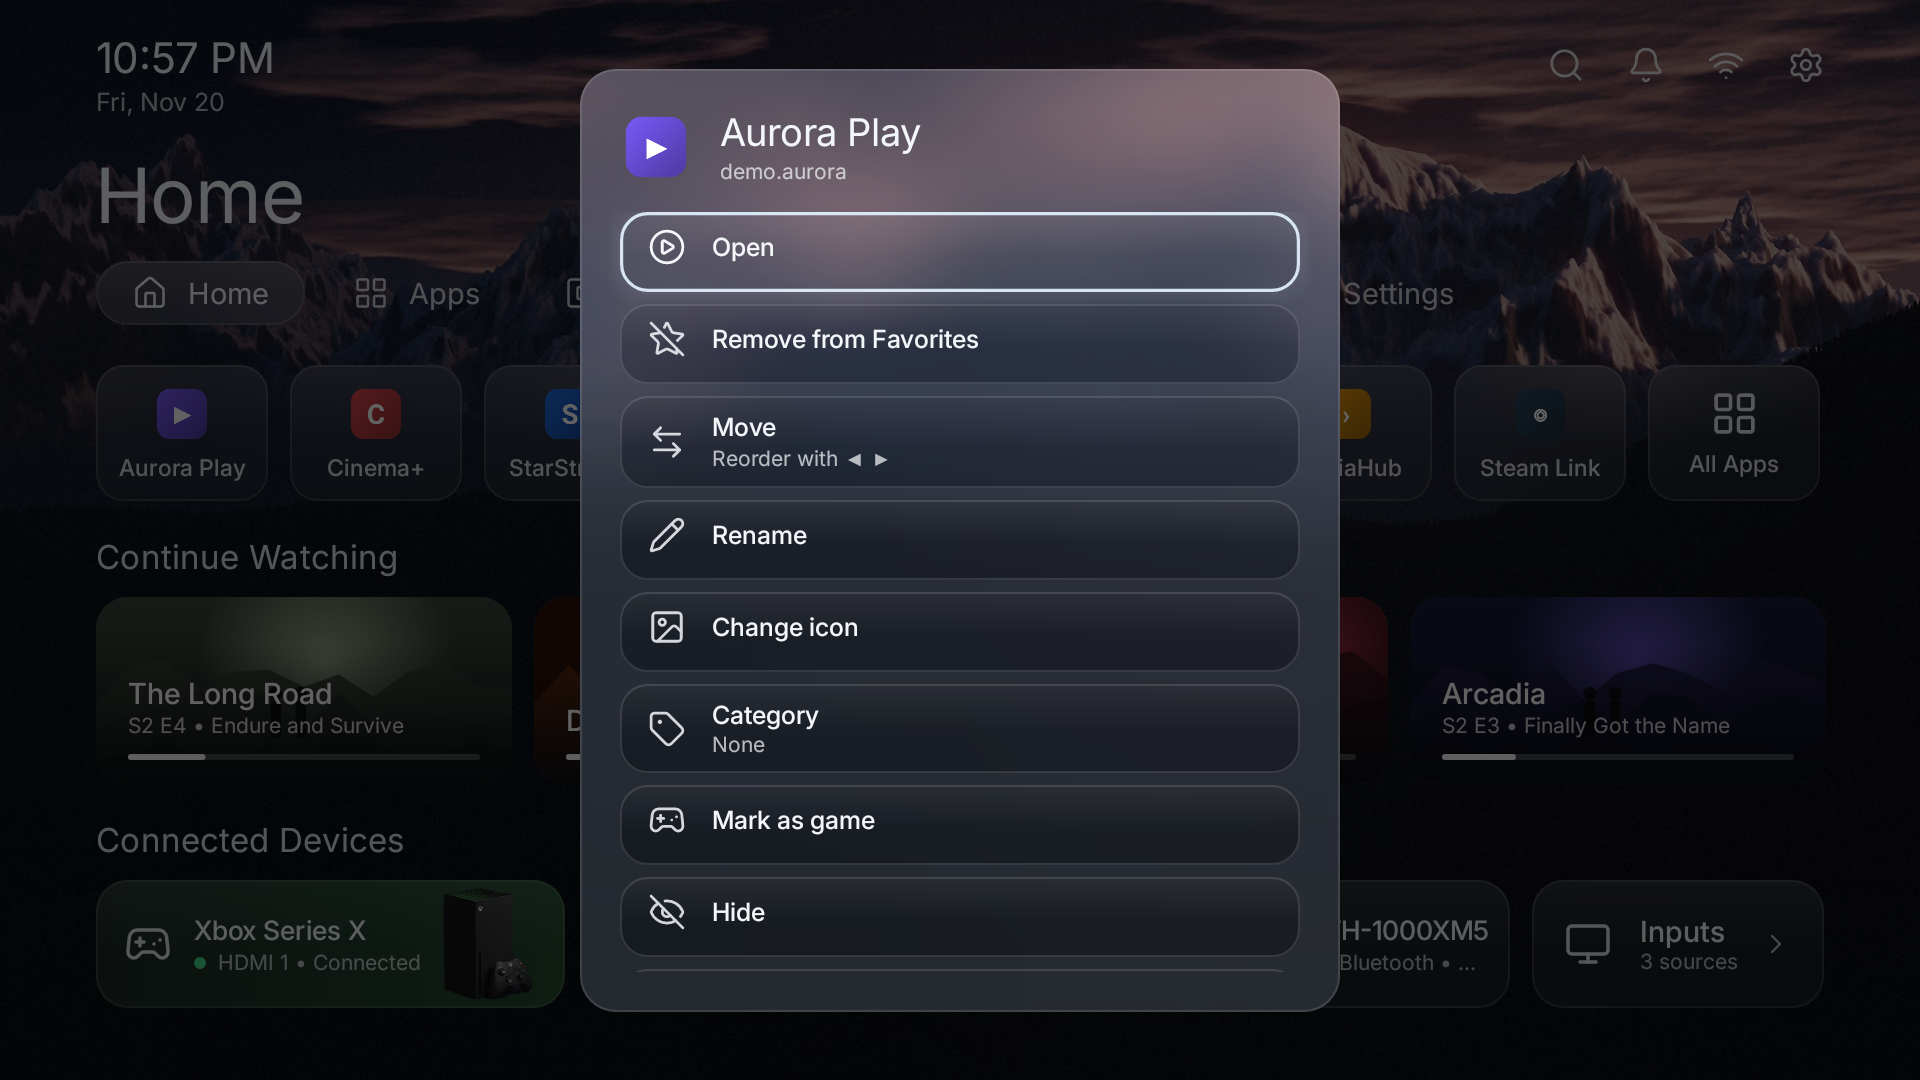 10:57 PM
Fri, Nov 20
Home
Home
Apps
Settings
Aurora Play
demo.aurora
Open
Remove from Favorites
Move
Reorder with ◄ ►
Rename
Change icon
Category
None
Mark as game
Hide
Aurora Play
C
Cinema+
S
Steam Link
All Apps
Continue Watching
The Long Road
S2 E4 • Endure and Survive
D
Arcadia
S2 E3 • Finally Got the Name
Connected Devices
Xbox Series X
HDMI 1 • Connected
H-1000XM5
Bluetooth • ...
Inputs
3 sources